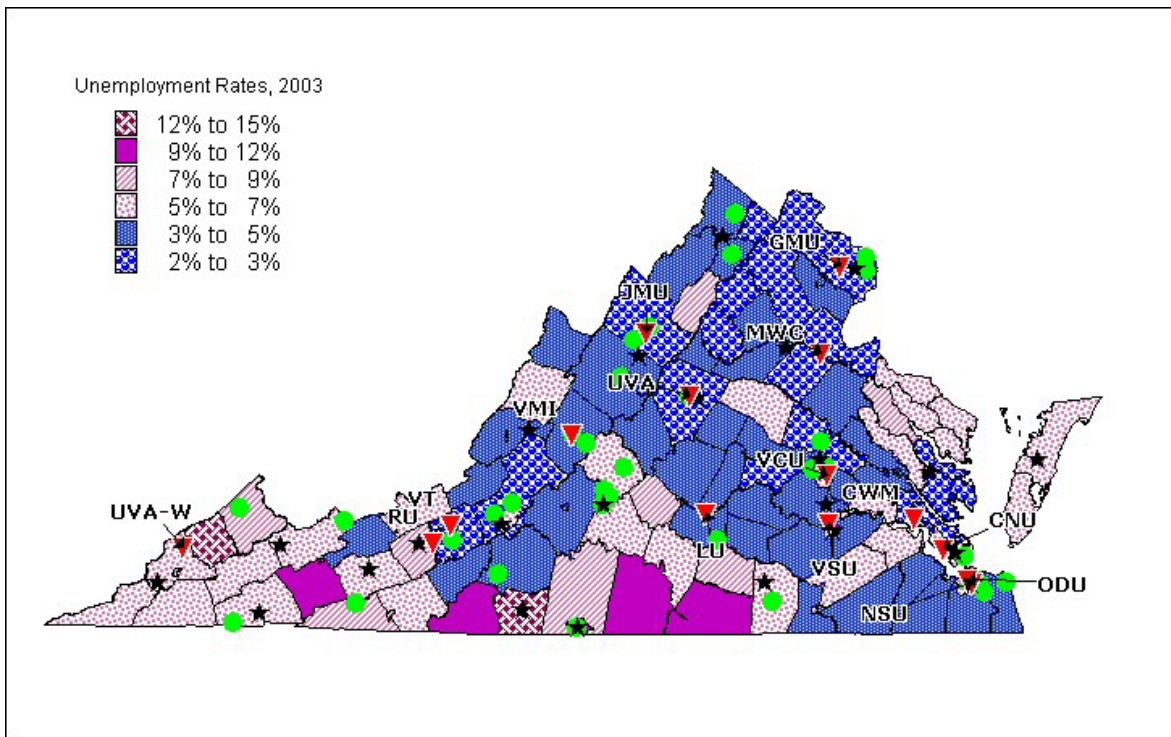 Unemployment Rates, 2003
12% to 15%
9% to 12%
7% to 9%
5% to 7%
3% to 5%
2% to 3%
GMU
JMU
MWC
UVA
VMI
VCU
CWM
VT
UVA-W
RU
CNU
LU
VSU
ODU
NSU